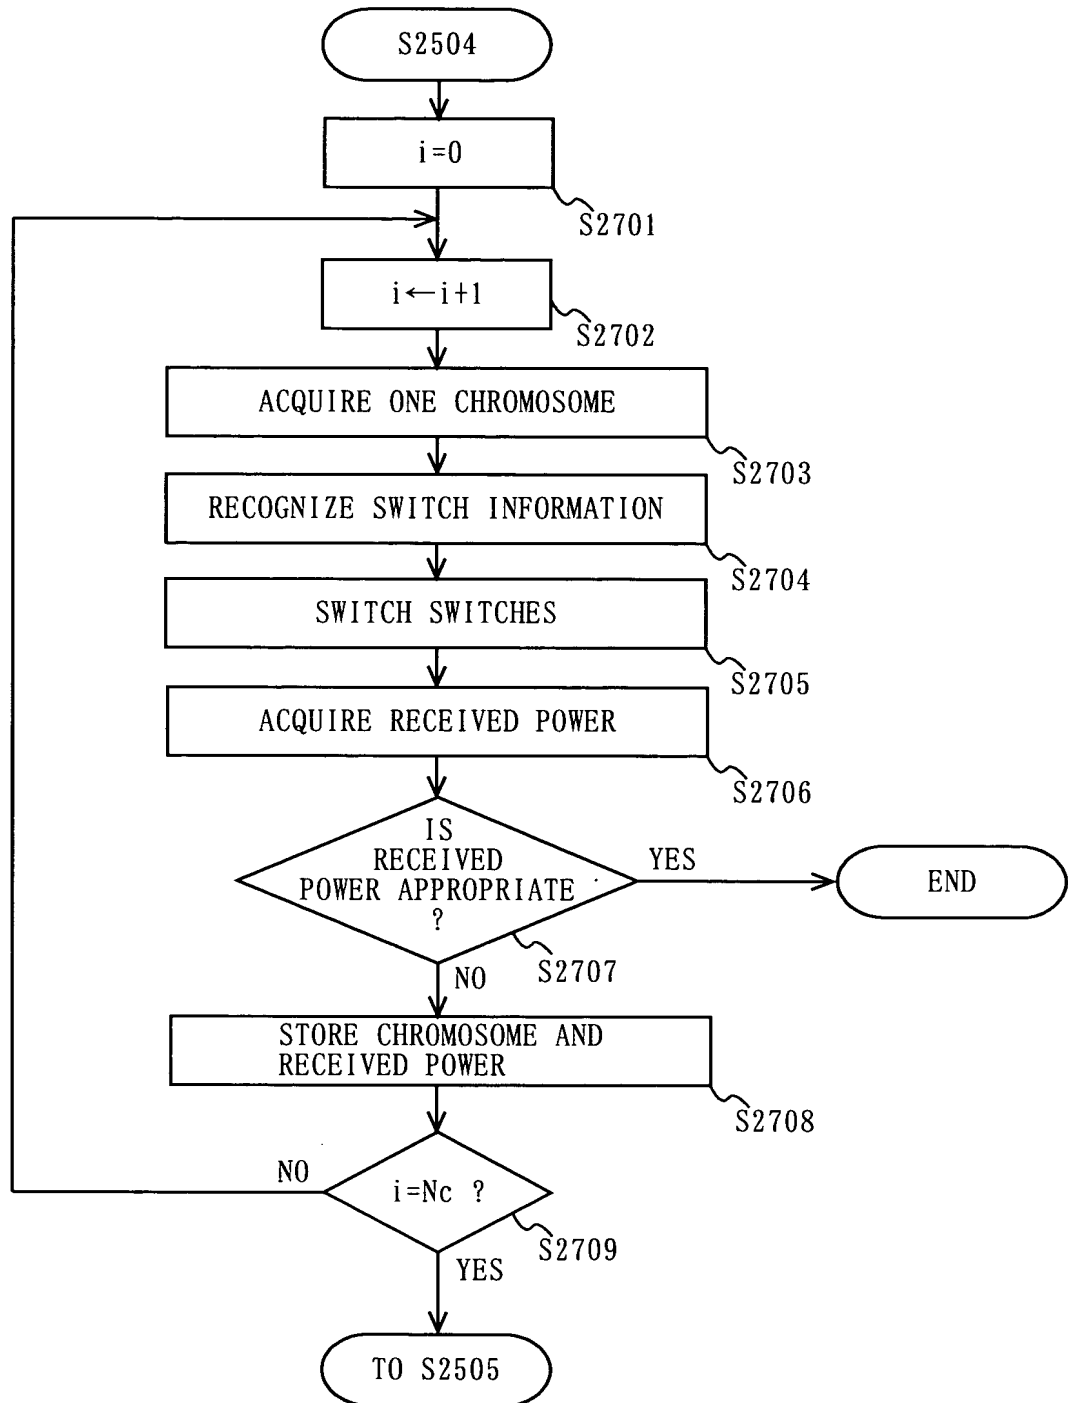 S2504
i=0
S2701
i←i+1
S2702
ACQUIRE ONE CHROMOSOME
S2703
RECOGNIZE SWITCH INFORMATION
S2704
SWITCH SWITCHES
S2705
ACQUIRE RECEIVED POWER
S2706
IS
RECEIVED
POWER APPROPRIATE
?
YES
END
S2707
NO
STORE CHROMOSOME AND
RECEIVED POWER
S2708
NO
i=Nc ?
S2709
YES
TO S2505